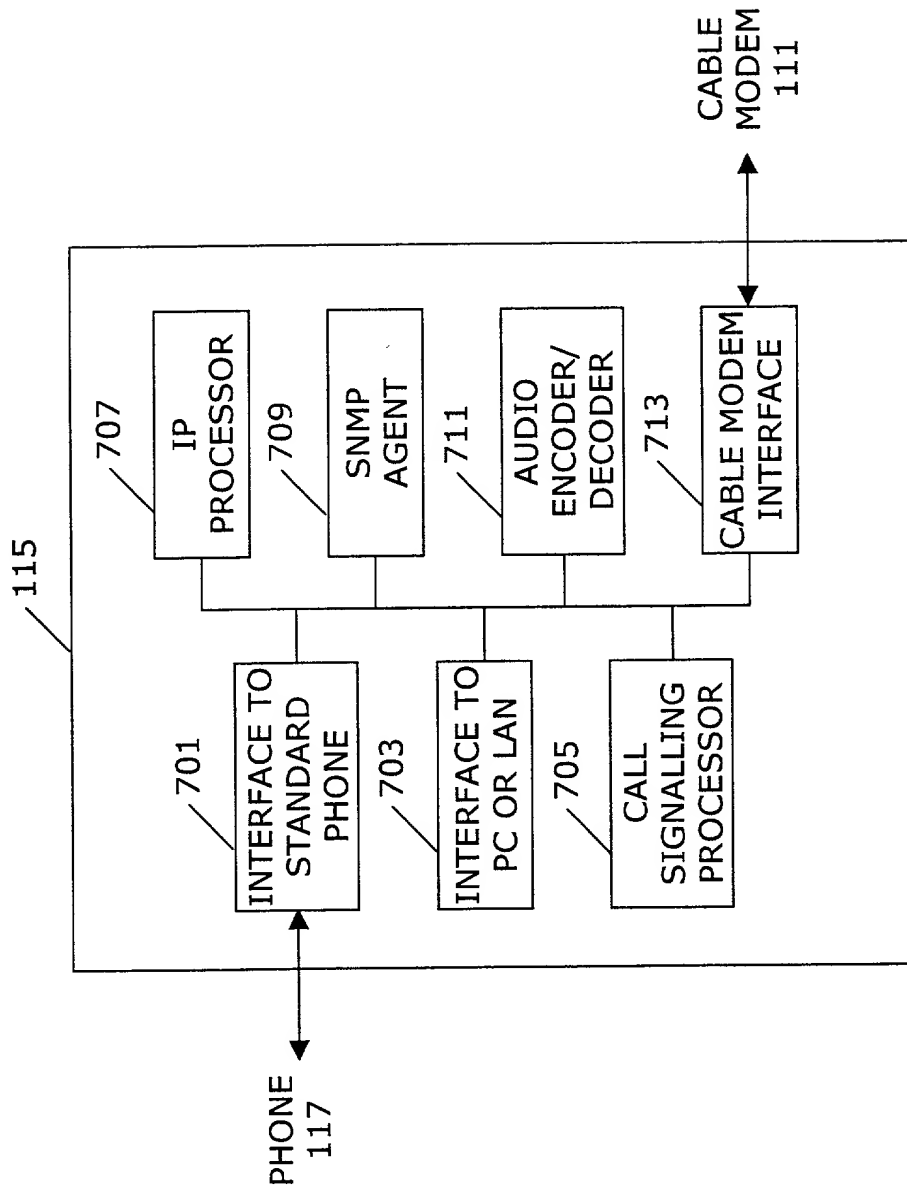 115
PHONE
117
701
INTERFACE TO
STANDARD
PHONE
703
INTERFACE TO
PC OR LAN
705
CALL
SIGNALLING
PROCESSOR
707
IP
PROCESSOR
709
SNMP
AGENT
711
AUDIO
ENCODER/
DECODER
713
CABLE MODEM
INTERFACE
CABLE
MODEM
111